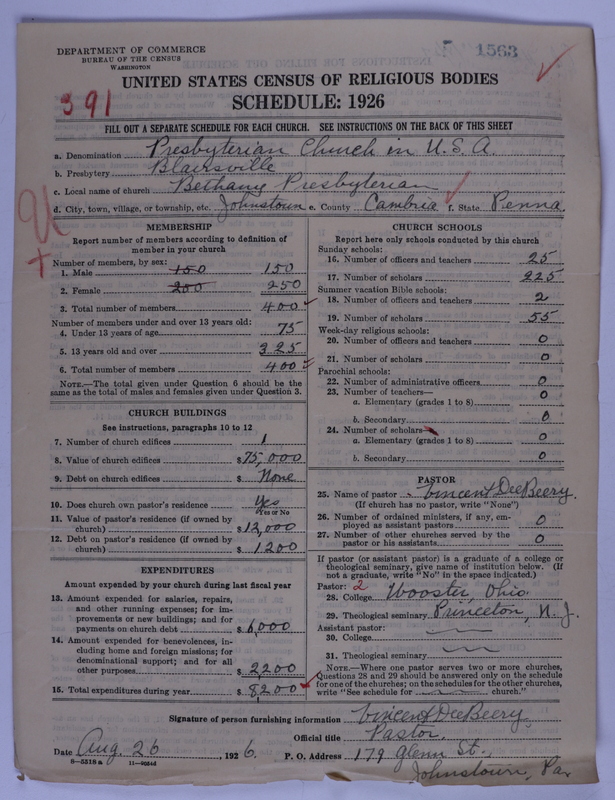 DEPARTMENT OF COMMERCE
BUREAU OF THE CENSUS
WASHINGTON
1563
UNITED STATES CENSUS OF RELIGIOUS BODIES
391
SCHEDULE: 1926
FILL OUT A SEPARATE SCHEDULE FOR EACH CHURCH. SEE INSTRUCTIONS ON THE BACK OF THIS SHEET
a. Denomination Presbyterian Church in U.S.A.
b. Presbytery Blairsville
c. Local name of church Bethany Presbyterian
d. City, town, village, or township, etc. Johnstown e. County Cambria f. State Penna.
MEMBERSHIP
Report number of members according to definition of
member in your church
Number of members, by sex:
1. Male 150 150
2. Female 200 250
3. Total number of members 400
Number of members under and over 13 years old:
4. Under 13 years of age 75
5. 13 years old and over 325
6. Total number of members 400
NOTE.—The total given under Question 6 should be
same as the total of males and females given under Question 3.
CHURCH BUILDINGS
See instructions, paragraphs 10 to 12
7. Number of church edifices 1
8. Value of church edifices $75,000
9. Debt on church edifices $ None
10. Does church own pastor's residence Yes
Yes or No
11. Value of pastor's residence (if owned by
church) $12,000
12. Debt on pastor's residence (if owned by
church) $ 1200
EXPENDITURES
Amount expended by your church during last fiscal year
13. Amount expended for salaries, repairs,
and other running expenses; for im-
provements or new buildings; and for
payments on church debt $6,000
14. Amount expended for benevolences, in-
cluding home and foreign missions; for
denominational support; and for all
other purposes $ 2200
15. Total expenditures during year $ 8200
CHURCH SCHOOLS
Report here only schools conducted by this church
Sunday schools:
16. Number of officers and teachers 25
17. Number of scholars 225
Summer vacation Bible schools:
18. Number of officers and teachers 2
19. Number of scholars 55
Week-day religious schools:
20. Number of officers and teachers 0
21. Number of scholars 0
Parochial schools:
22. Number of administrative officers 0
23. Number of teachers—
a. Elementary (grades 1 to 8) 0
b. Secondary 0
24. Number of scholars—
a. Elementary (grades 1 to 8) 0
b. Secondary 0
PASTOR
25. Name of pastor Vincent Dee Beery
(If church has no pastor, write "None")
26. Number of ordained ministers, if any, em-
ployed as assistant pastors 0
27. Number of other churches served by the
pastor or his assistants 0
If pastor (or assistant pastor) is a graduate of a college or
theological seminary, give name of institution below. (If
not a graduate, write "No" in the space indicated.)
Pastor: 2
28. College Wooster, Ohio.
29. Theological seminary Princeton, N. J.
Assistant pastor:
30. College
31. Theological seminary
NOTE.—Where one pastor serves two or more churches,
Questions 28 and 29 should be answered only on the schedule
for one of the churches; on the schedules for the other churches,
write "See schedule for church."
Signature of person furnishing information Vincent Dee Beery
Official title Pastor.
Date Aug. 26, 1926. P. O. Address 179 Glenn St.,
8-5318a
Johnstown, Pa.